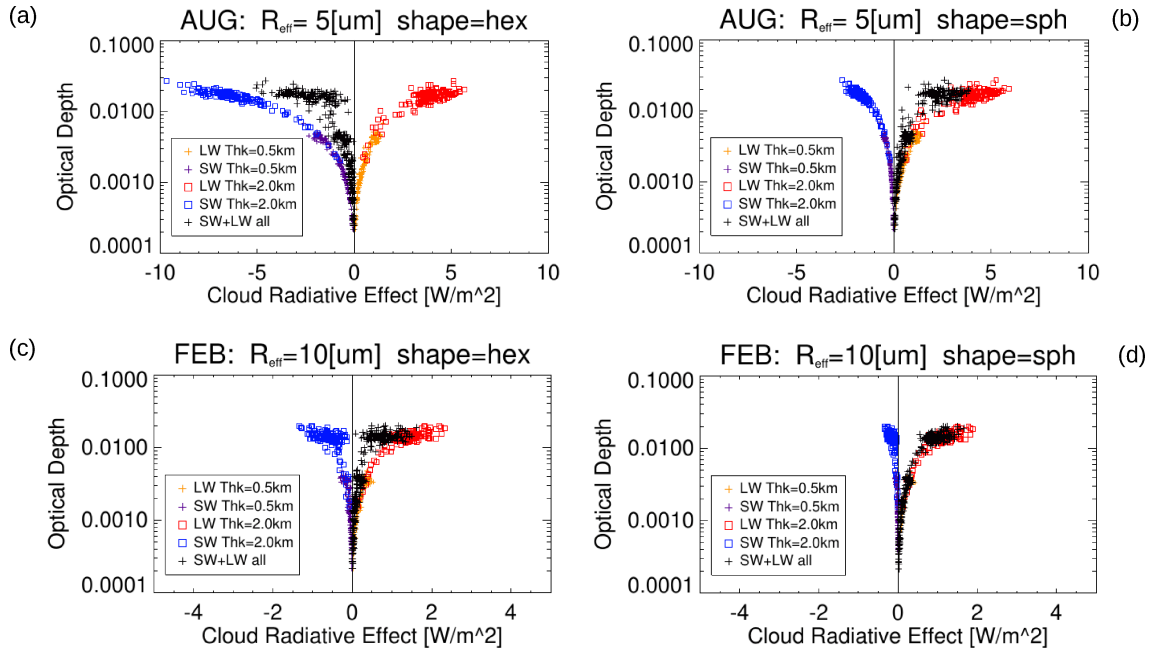 (a)
AUG: Reff= 5[um] shape=hex
0.1000
0.0100
0.0010
0.0001
Optical Depth
LW Thk=0.5km
SW Thk=0.5km
LW Thk=2.0km
SW Thk=2.0km
SW+LW all
-10 -5 0 5 10
Cloud Radiative Effect [W/m^2]
AUG: Reff= 5[um] shape=sph
(b)
0.1000
0.0100
0.0010
0.0001
Optical Depth
LW Thk=0.5km
SW Thk=0.5km
LW Thk=2.0km
SW Thk=2.0km
SW+LW all
-10 -5 0 5 10
Cloud Radiative Effect [W/m^2]
(c)
FEB: Reff=10[um] shape=hex
0.1000
0.0100
0.0010
0.0001
Optical Depth
LW Thk=0.5km
SW Thk=0.5km
LW Thk=2.0km
SW Thk=2.0km
SW+LW all
-4 -2 0 2 4
Cloud Radiative Effect [W/m^2]
FEB: Reff=10[um] shape=sph
(d)
0.1000
0.0100
0.0010
0.0001
Optical Depth
LW Thk=0.5km
SW Thk=0.5km
LW Thk=2.0km
SW Thk=2.0km
SW+LW all
-4 -2 0 2 4
Cloud Radiative Effect [W/m^2]